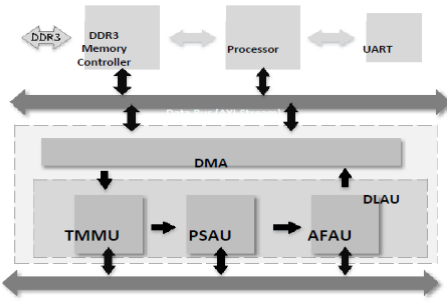 DDR3
DDR3
Memory
Controller
Processor
UART
DMA
DLAU
TMMU
PSAU
AFAU